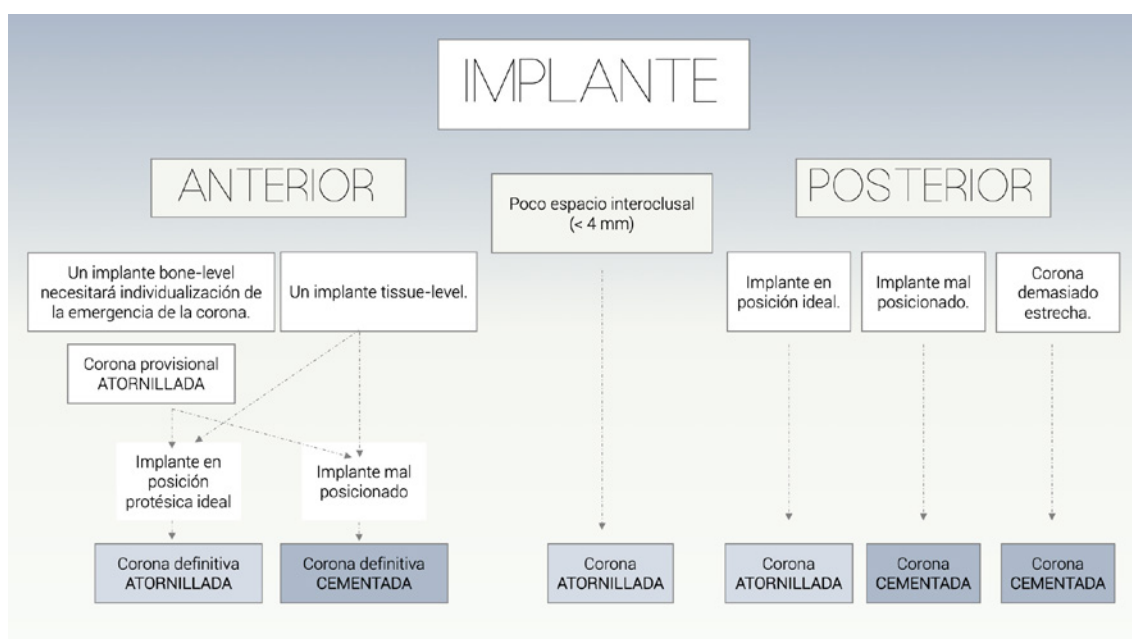 IMPLANTE
ANTERIOR
Un implante bone-level
necesitará individualización de
la emergencia de la corona.
Un implante tissue-level.
Corona provisional
ATORNILLADA
Implante en
posición
protésica ideal
Implante mal
posicionado
Corona definitiva
ATORNILLADA
Corona definitiva
CEMENTADA
Poco espacio interoclusal
(< 4 mm)
Corona
ATORNILLADA
POSTERIOR
Implante en
posición ideal.
Implante mal
posicionado.
Corona
demasiado
estrecha.
Corona
ATORNILLADA
Corona
CEMENTADA
Corona
CEMENTADA